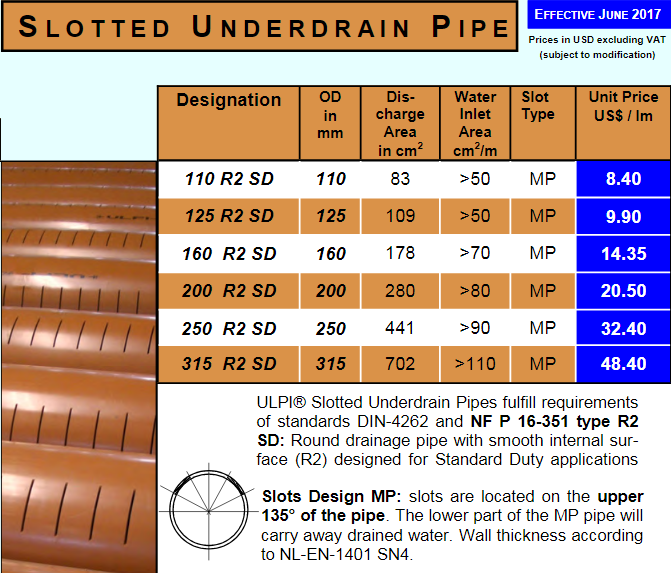 SLOTTED UNDERDRAIN PIPE
EFFECTIVE JUNE 2017
Prices in USD excluding VAT
(subject to modification)
Designation OD in mm Dis-charge Area in cm² Water Inlet Area cm²/m Slot Type Unit Price US$ / lm
110 R2 SD 110 83 >50 MP 8.40
125 R2 SD 125 109 >50 MP 9.90
160 R2 SD 160 178 >70 MP 14.35
200 R2 SD 200 280 >80 MP 20.50
250 R2 SD 250 441 >90 MP 32.40
315 R2 SD 315 702 >110 MP 48.40
ULPI
ULPI® Slotted Underdrain Pipes fulfill requirements
of standards DIN-4262 and NF P 16-351 type R2
SD: Round drainage pipe with smooth internal sur-
face (R2) designed for Standard Duty applications
Slots Design MP: slots are located on the upper
135° of the pipe. The lower part of the MP pipe will
carry away drained water. Wall thickness according
to NL-EN-1401 SN4.